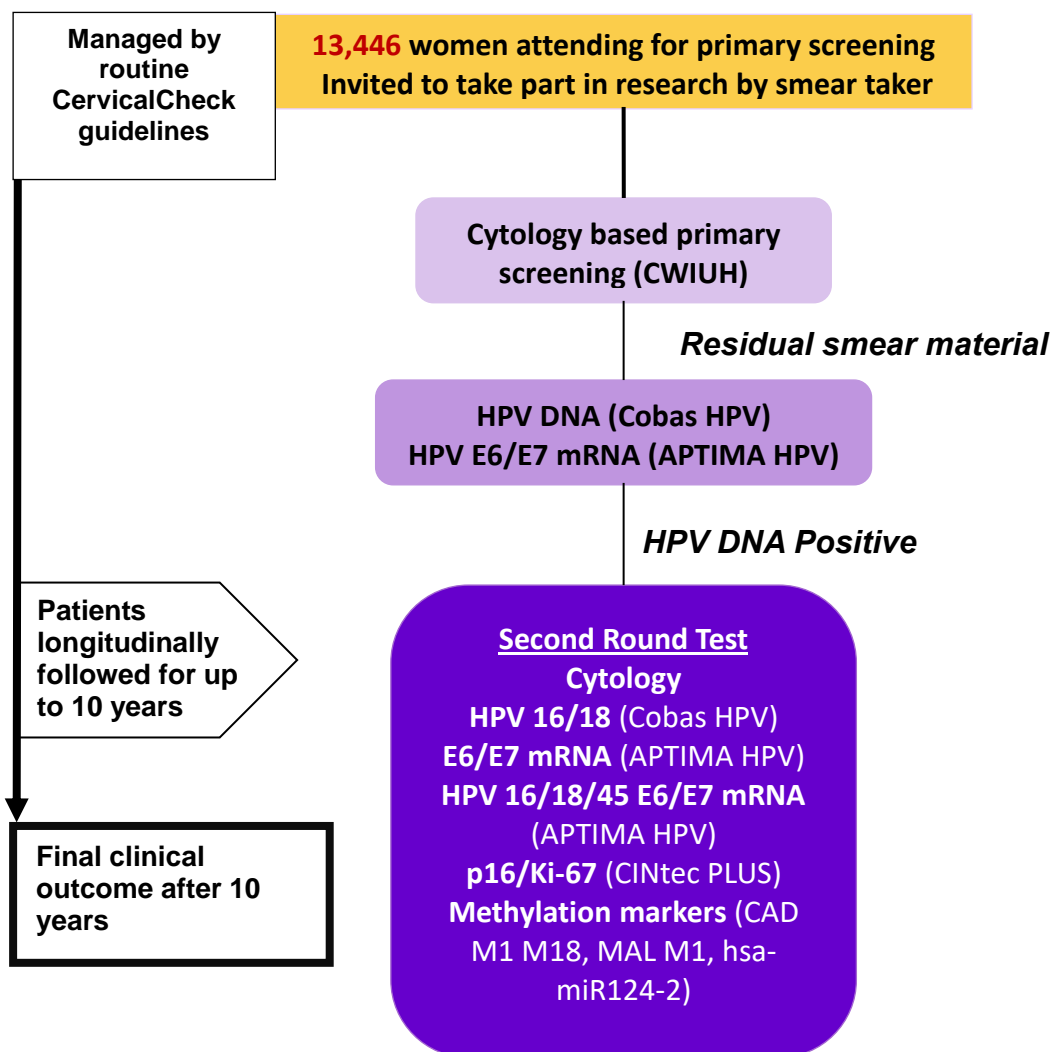 Managed by
routine
CervicalCheck
guidelines
13,446 women attending for primary screening
Invited to take part in research by smear taker
Cytology based primary
screening (CWIUH)
Residual smear material
HPV DNA (Cobas HPV)
HPV E6/E7 mRNA (APTIMA HPV)
HPV DNA Positive
Patients
longitudinally
followed for up
to 10 years
Second Round Test
Cytology
HPV 16/18 (Cobas HPV)
E6/E7 mRNA (APTIMA HPV)
HPV 16/18/45 E6/E7 mRNA
(APTIMA HPV)
p16/Ki-67 (CINtec PLUS)
Methylation markers (CAD
M1 M18, MAL M1, hsa-
miR124-2)
Final clinical
outcome after 10
years